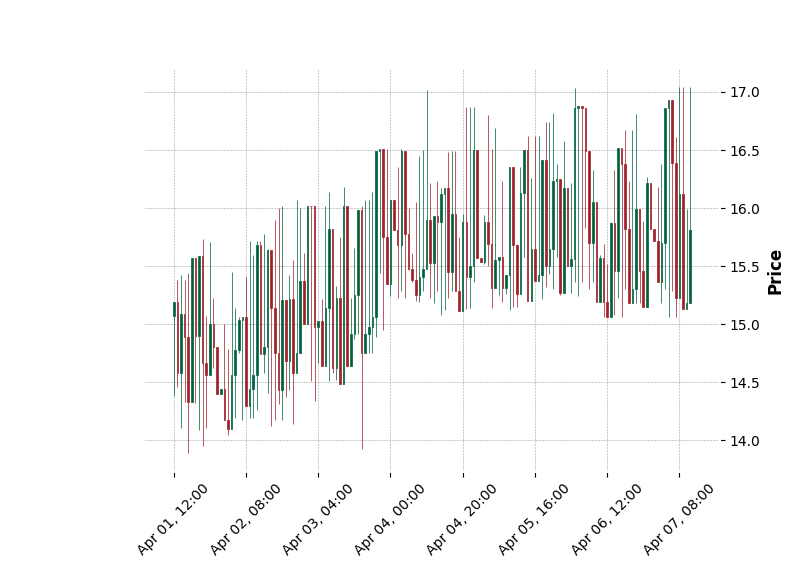 17.0
16.5
16.0
15.5
15.0
14.5
14.0
Price
Apr 01, 12:00
Apr 02, 08:00
Apr 03, 04:00
Apr 04, 00:00
Apr 04, 20:00
Apr 05, 16:00
Apr 06, 12:00
Apr 07, 08:00